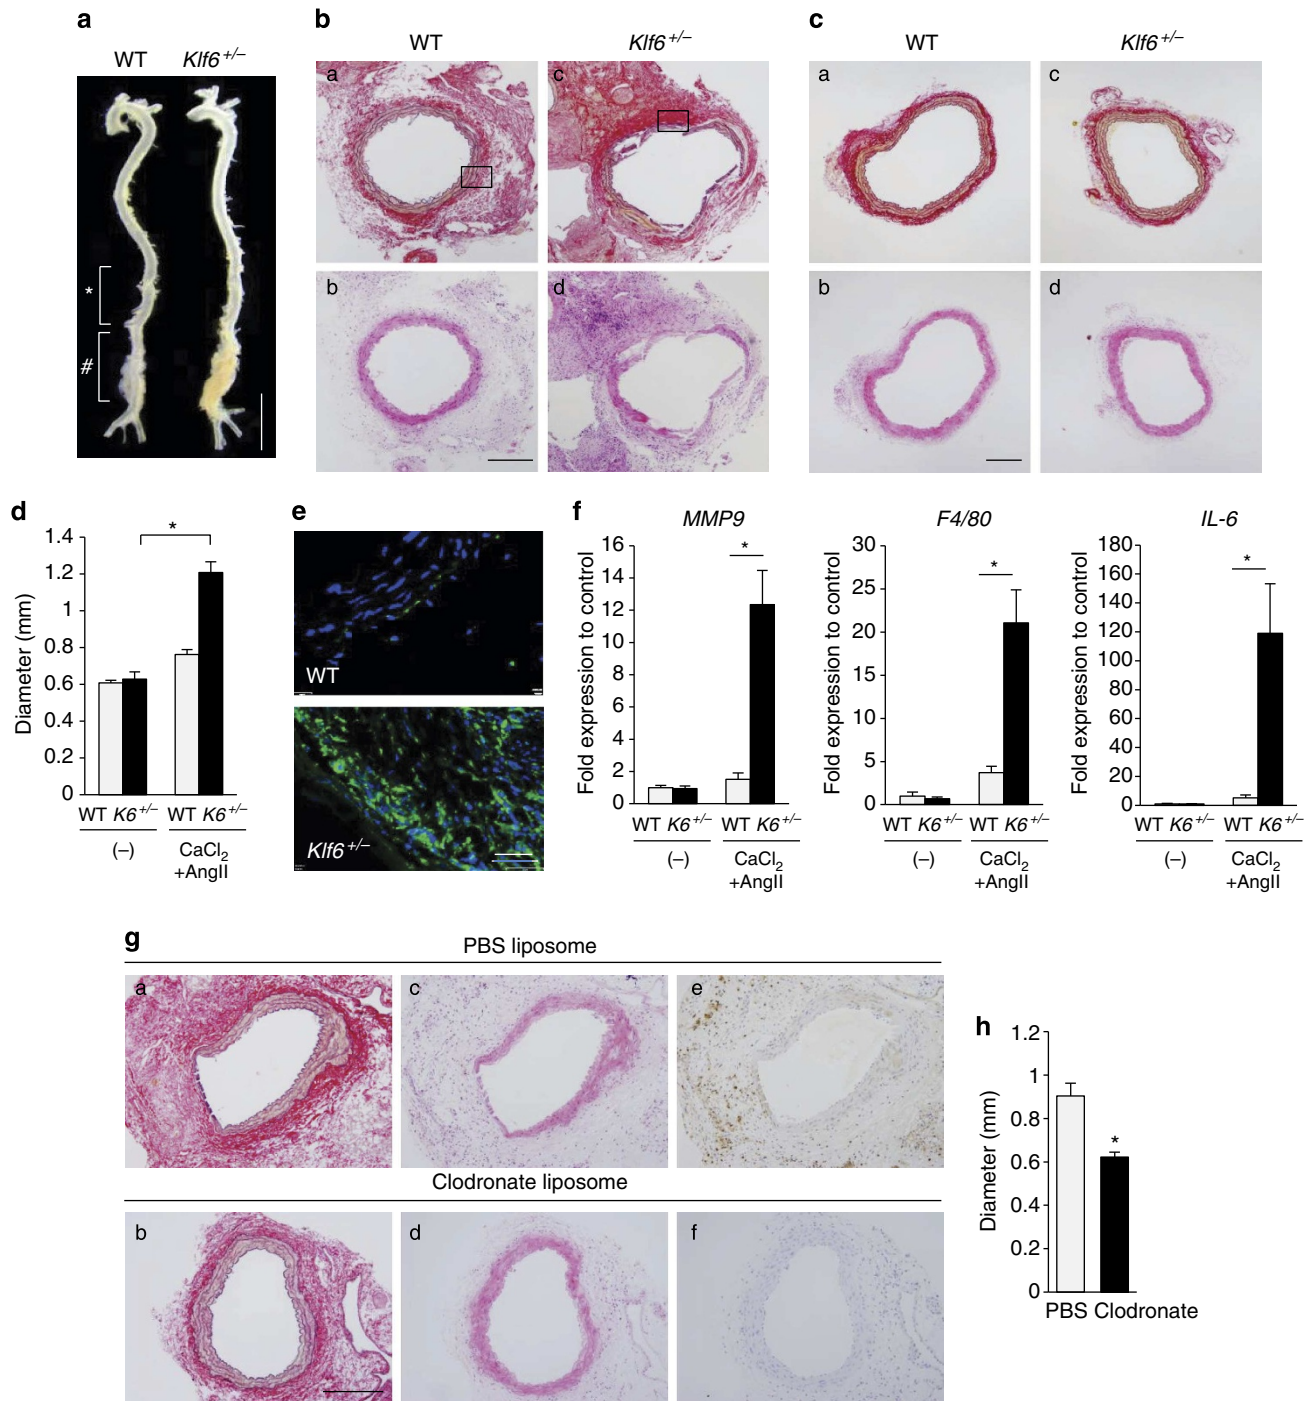 a
WT Klf6 +/–
*
#
b
WT Klf6 +/–
a
c
b
d
c
WT Klf6 +/–
a
c
b
d
d
Diameter (mm)
1.4
1.2
1
0.8
0.6
0.4
0.2
0
*
WT K6 +/– WT K6 +/–
(–) CaCl2
+AngII
e
WT
Klf6 +/–
f
MMP9
Fold expression to control
16
14
12
10
8
6
4
2
0
*
WT K6 +/– WT K6 +/–
(–) CaCl2
+AngII
F4/80
Fold expression to control
30
25
20
15
10
5
0
*
WT K6 +/– WT K6 +/–
(–) CaCl2
+AngII
IL-6
Fold expression to control
180
160
140
120
100
80
60
40
20
0
*
WT K6 +/– WT K6 +/–
(–) CaCl2
+AngII
g
PBS liposome
a
c
e
Clodronate liposome
b
d
f
h
Diameter (mm)
1.2
1
0.8
0.6
0.4
0.2
0
*
PBS Clodronate